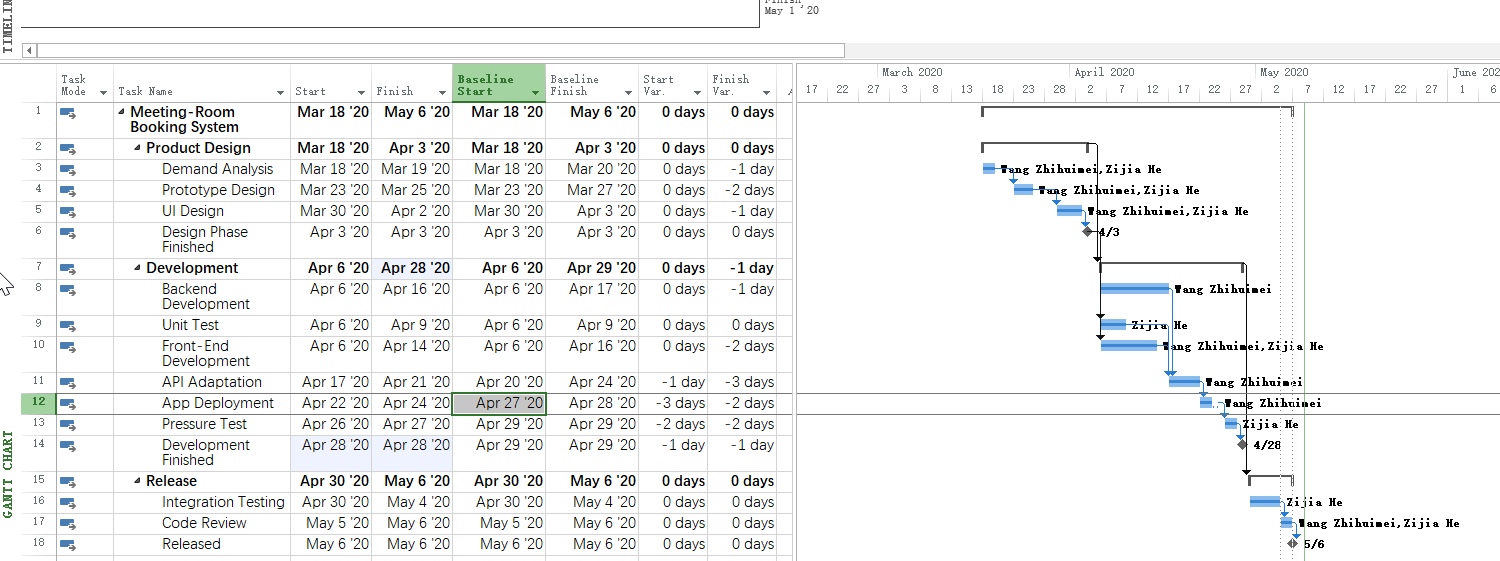 TIMELINE
May 1 '20
March 2020 April 2020 May 2020 June 202
17 22 27 3 8 13 18 23 28 2 7 12 17 22 27 2 7 12 17 22 27 1 6
Task Mode Task Name Start Finish Baseline Start Baseline Finish Start Var. Finish Var.
1 Meeting-Room Booking System Mar 18 '20 May 6 '20 Mar 18 '20 May 6 '20 0 days 0 days
2 Product Design Mar 18 '20 Apr 3 '20 Mar 18 '20 Apr 3 '20 0 days 0 days
3 Demand Analysis Mar 18 '20 Mar 19 '20 Mar 18 '20 Mar 20 '20 0 days -1 day Wang Zhihuimei,Zijia He
4 Prototype Design Mar 23 '20 Mar 25 '20 Mar 23 '20 Mar 27 '20 0 days -2 days Wang Zhihuimei,Zijia He
5 UI Design Mar 30 '20 Apr 2 '20 Mar 30 '20 Apr 3 '20 0 days -1 day Wang Zhihuimei,Zijia He
6 Design Phase Finished Apr 3 '20 Apr 3 '20 Apr 3 '20 Apr 3 '20 0 days 0 days 4/3
7 Development Apr 6 '20 Apr 28 '20 Apr 6 '20 Apr 29 '20 0 days -1 day
8 Backend Development Apr 6 '20 Apr 16 '20 Apr 6 '20 Apr 17 '20 0 days -1 day Wang Zhihuimei
9 Unit Test Apr 6 '20 Apr 9 '20 Apr 6 '20 Apr 9 '20 0 days 0 days Zijia He
10 Front-End Development Apr 6 '20 Apr 14 '20 Apr 6 '20 Apr 16 '20 0 days -2 days Wang Zhihuimei,Zijia He
11 API Adaptation Apr 17 '20 Apr 21 '20 Apr 20 '20 Apr 24 '20 -1 day -3 days Wang Zhihuimei
12 App Deployment Apr 22 '20 Apr 24 '20 Apr 27 '20 Apr 28 '20 -3 days -2 days Wang Zhihuimei
13 Pressure Test Apr 26 '20 Apr 27 '20 Apr 29 '20 Apr 29 '20 -2 days -2 days Zijia He
14 Development Finished Apr 28 '20 Apr 28 '20 Apr 29 '20 Apr 29 '20 -1 day -1 day 4/28
15 Release Apr 30 '20 May 6 '20 Apr 30 '20 May 6 '20 0 days 0 days
16 Integration Testing Apr 30 '20 May 4 '20 Apr 30 '20 May 4 '20 0 days 0 days Zijia He
17 Code Review May 5 '20 May 6 '20 May 5 '20 May 6 '20 0 days 0 days Wang Zhihuimei,Zijia He
18 Released May 6 '20 May 6 '20 May 6 '20 May 6 '20 0 days 0 days 5/6
GANTT CHART